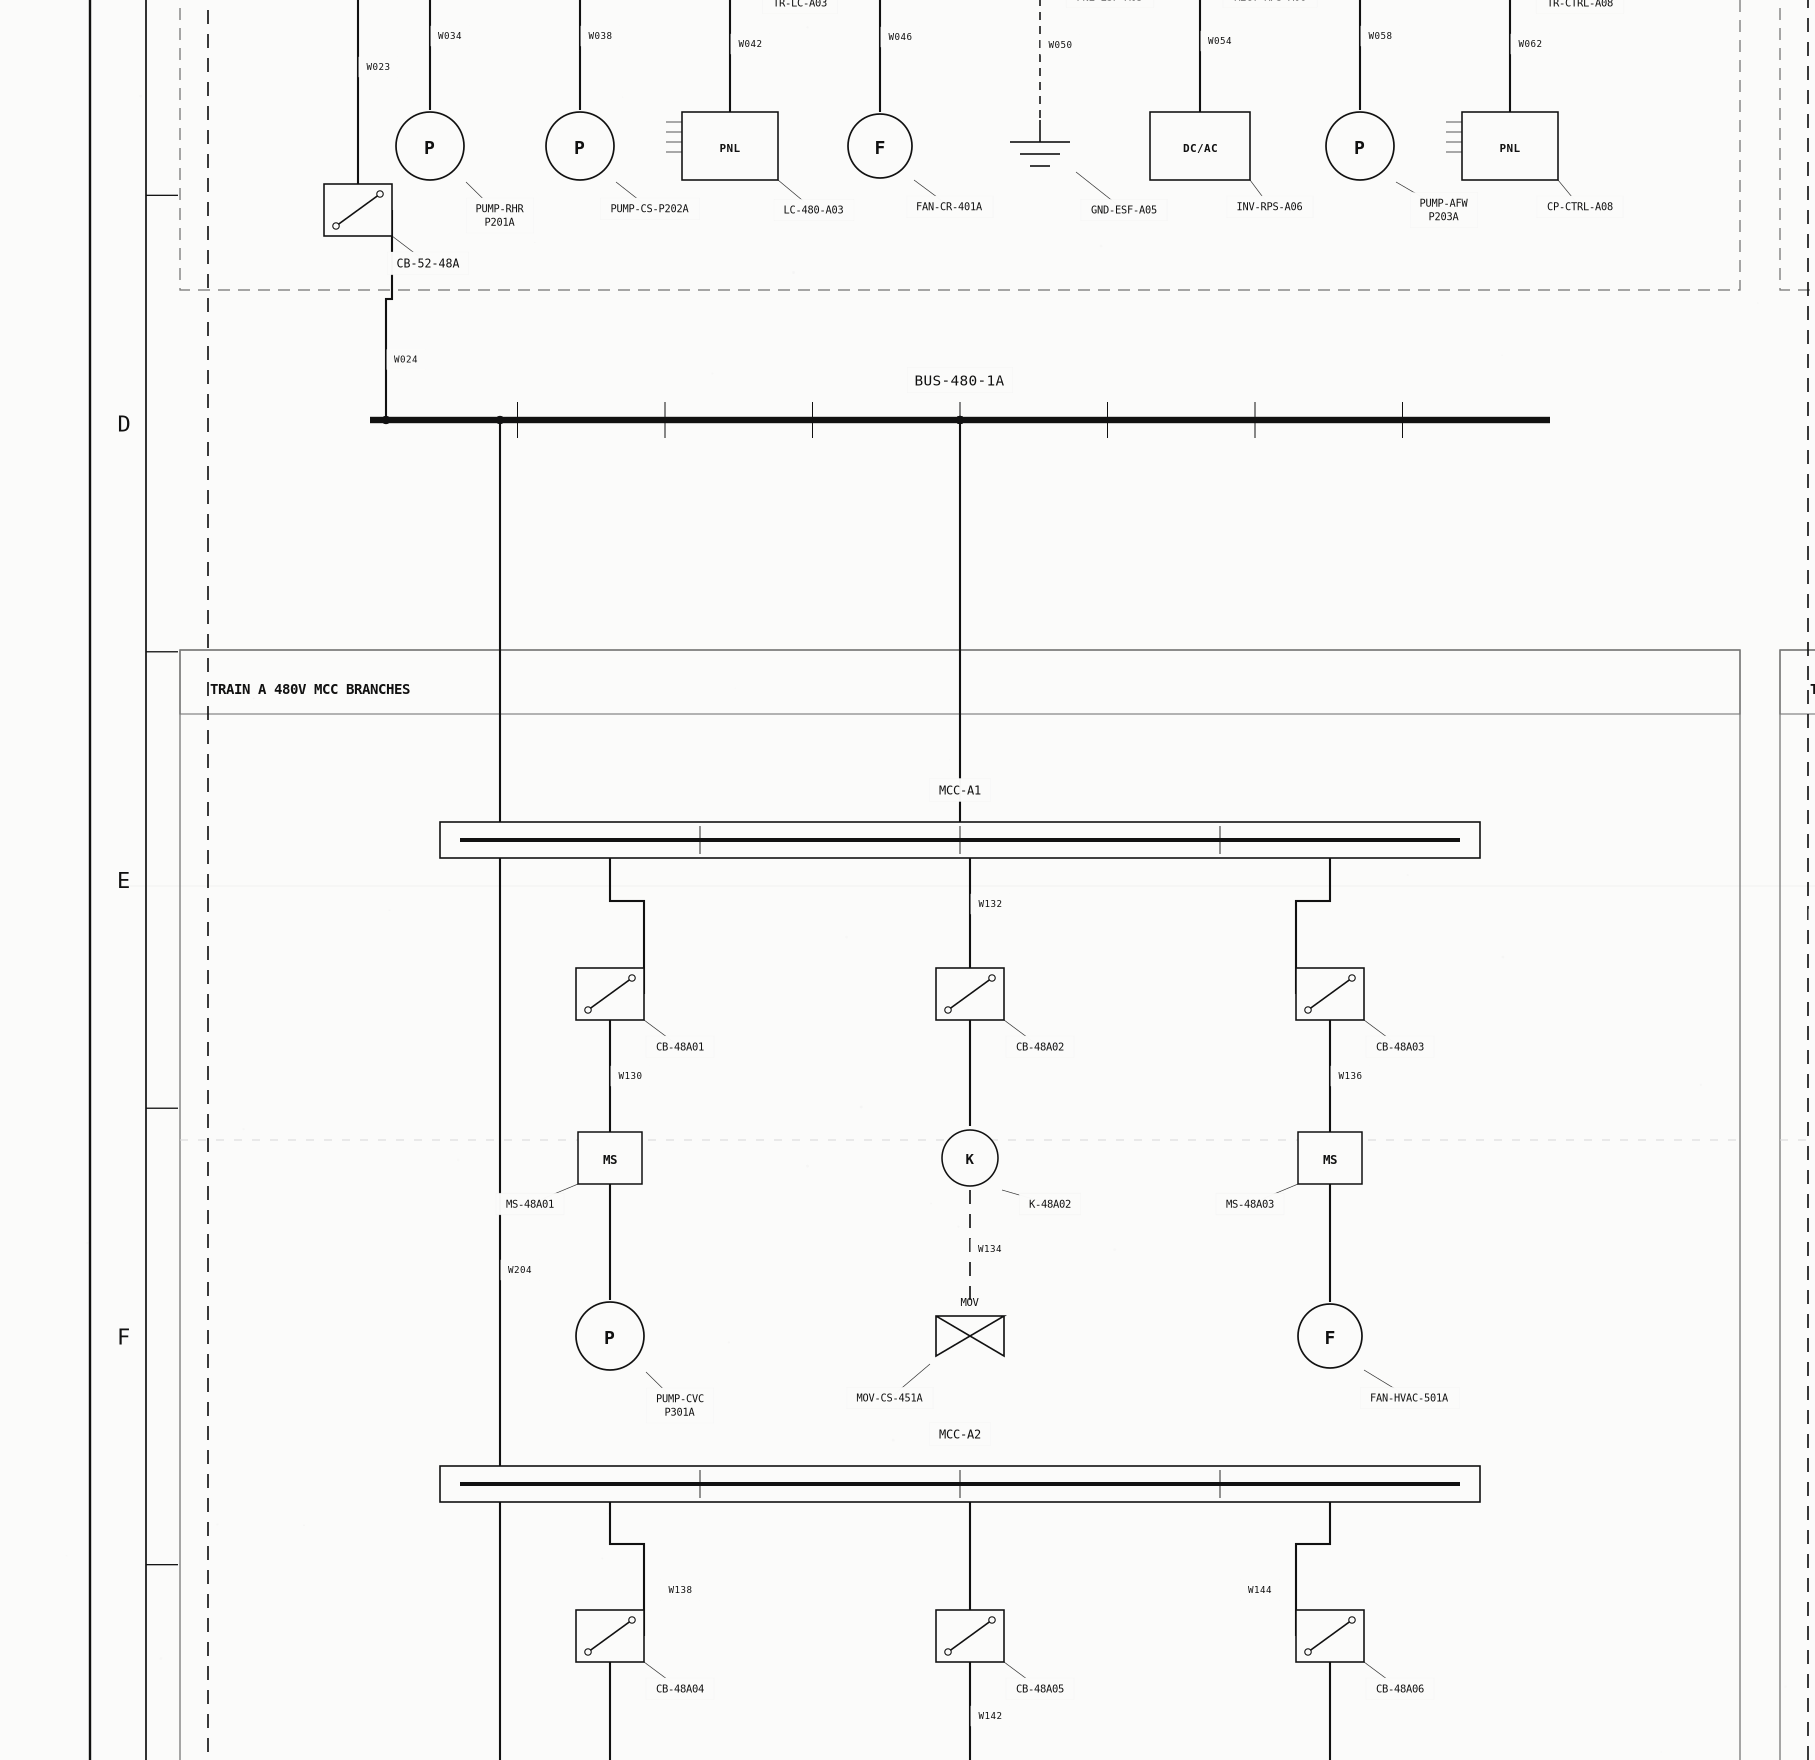 TR-LC-A03
TR-CTRL-A08
W034
W038
W042
W046
W050
W054
W058
W062
W023
P
P
PNL
F
DC/AC
P
PNL
PUMP-RHR
P201A
PUMP-CS-P202A
LC-480-A03
FAN-CR-401A
GND-ESF-A05
INV-RPS-A06
PUMP-AFW
P203A
CP-CTRL-A08
CB-52-48A
W024
BUS-480-1A
D
TRAIN A 480V MCC BRANCHES
MCC-A1
E
W132
CB-48A01
CB-48A02
CB-48A03
W130
W136
MS
K
MS
MS-48A01
K-48A02
MS-48A03
W134
W204
MOV
F
P
F
PUMP-CVC
P301A
MOV-CS-451A
FAN-HVAC-501A
MCC-A2
W138
W144
CB-48A04
CB-48A05
CB-48A06
W142